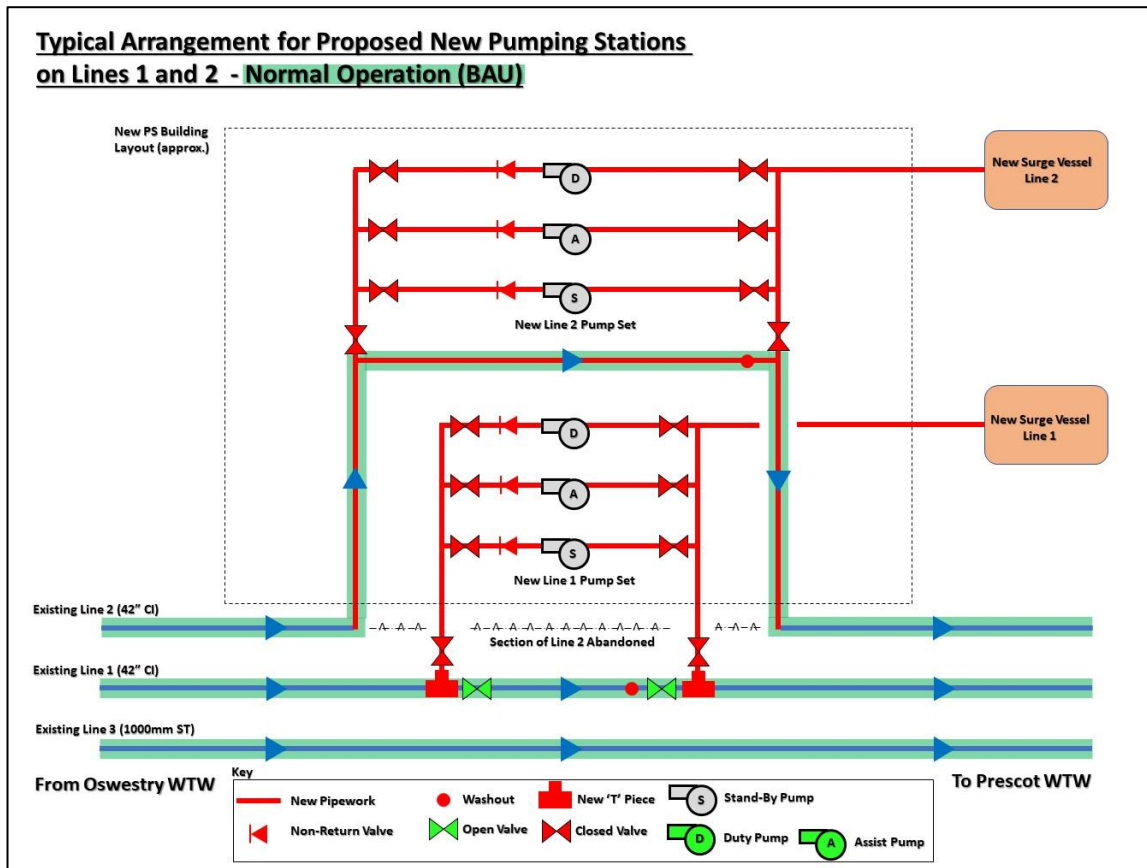 Typical Arrangement for Proposed New Pumping Stations
on Lines 1 and 2 - Normal Operation (BAU)
New PS Building
Layout (approx.)
D
New Surge Vessel
Line 2
A
S
New Line 2 Pump Set
D
New Surge Vessel
Line 1
A
S
New Line 1 Pump Set
Existing Line 2 (42" CI)
A A A
A A A A A A A A A
A A A
Section of Line 2 Abandoned
Existing Line 1 (42" CI)
Existing Line 3 (1000mm ST)
From Oswestry WTW
To Prescot WTW
Key
New Pipework
Washout
New 'T' Piece
S
Stand-By Pump
Non-Return Valve
Open Valve
Closed Valve
D
Duty Pump
A
Assist Pump